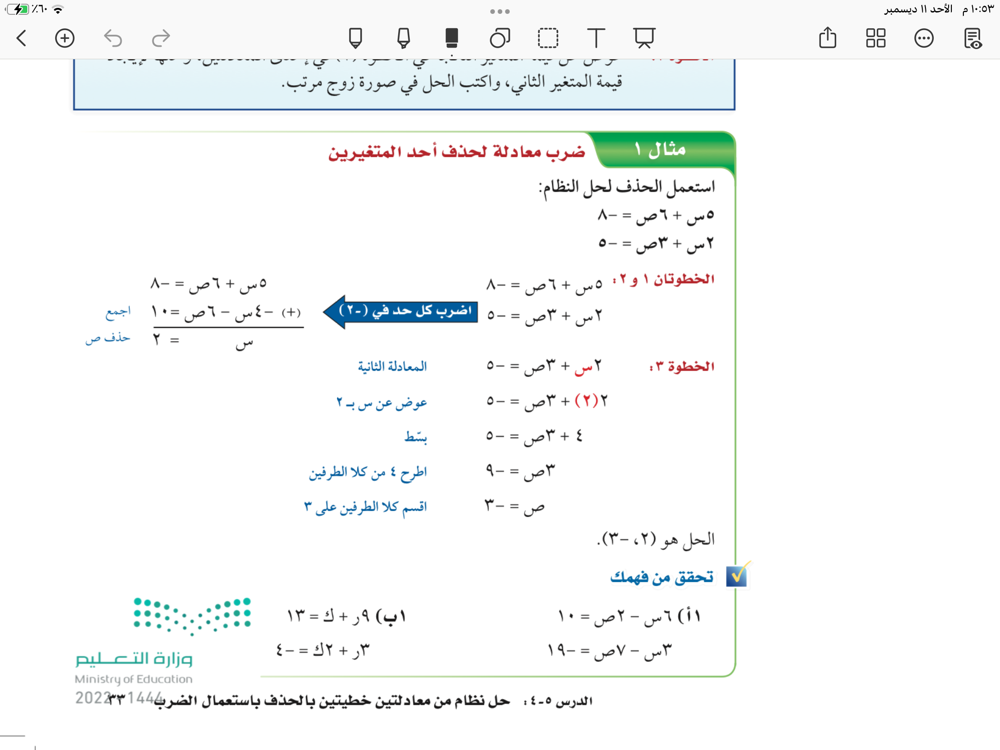 ١٠:٥٣ م الأحد ١١ ديسمبر ٦٠٪
قيمة المتغير الثاني، واكتب الحل في صورة زوج مرتب.
مثال ١ ضرب معادلة لحذف أحد المتغيرين
استعمل الحذف لحل النظام:
٥س + ٦ص = –٨
٢س + ٣ص = –٥
الخطوتان ١ و ٢: ٥س + ٦ص = –٨ ٥س + ٦ص = –٨
٢س + ٣ص = –٥ اضرب كل حد في (-٢) (+) –٤س – ٦ص =١٠ اجمع
س = ٢ حذف ص
الخطوة ٣: ٢س + ٣ص = –٥ المعادلة الثانية
٢(٢) + ٣ص = –٥ عوض عن س بـ ٢
٤ + ٣ص = –٥ بسّط
٣ص = –٩ اطرح ٤ من كلا الطرفين
ص = –٣ اقسم كلا الطرفين على ٣
الحل هو (٢، –٣).
تحقق من فهمك
١أ) ٦س – ٢ص = ١٠ ١ب) ٩ر + ك = ١٣
٣س – ٧ص = –١٩ ٣ر + ٢ك = –٤
وزارة التعليم
Ministry of Education
2022 - 1444
الدرس ٥-٤: حل نظام من معادلتين خطيتين بالحذف باستعمال الضرب ٣٣